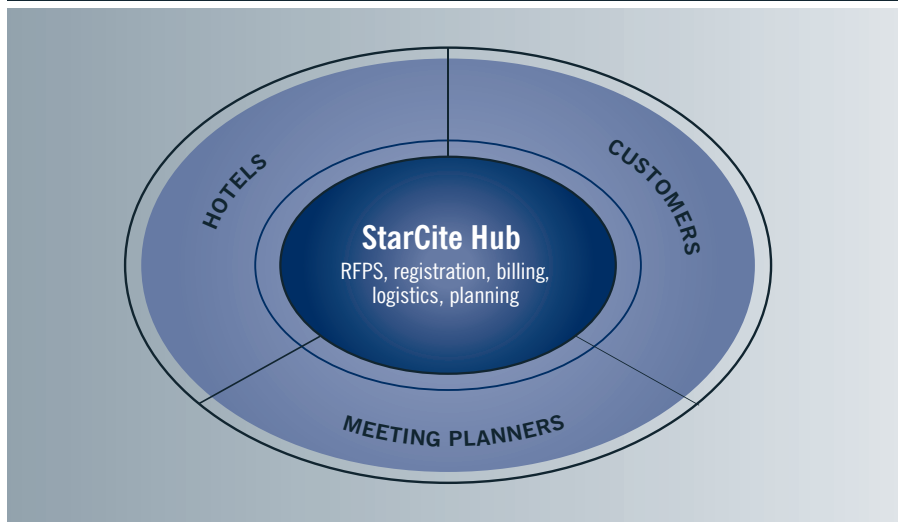 HOTELS
CUSTOMERS
StarCite Hub
RFPS, registration, billing,
logistics, planning
MEETING PLANNERS